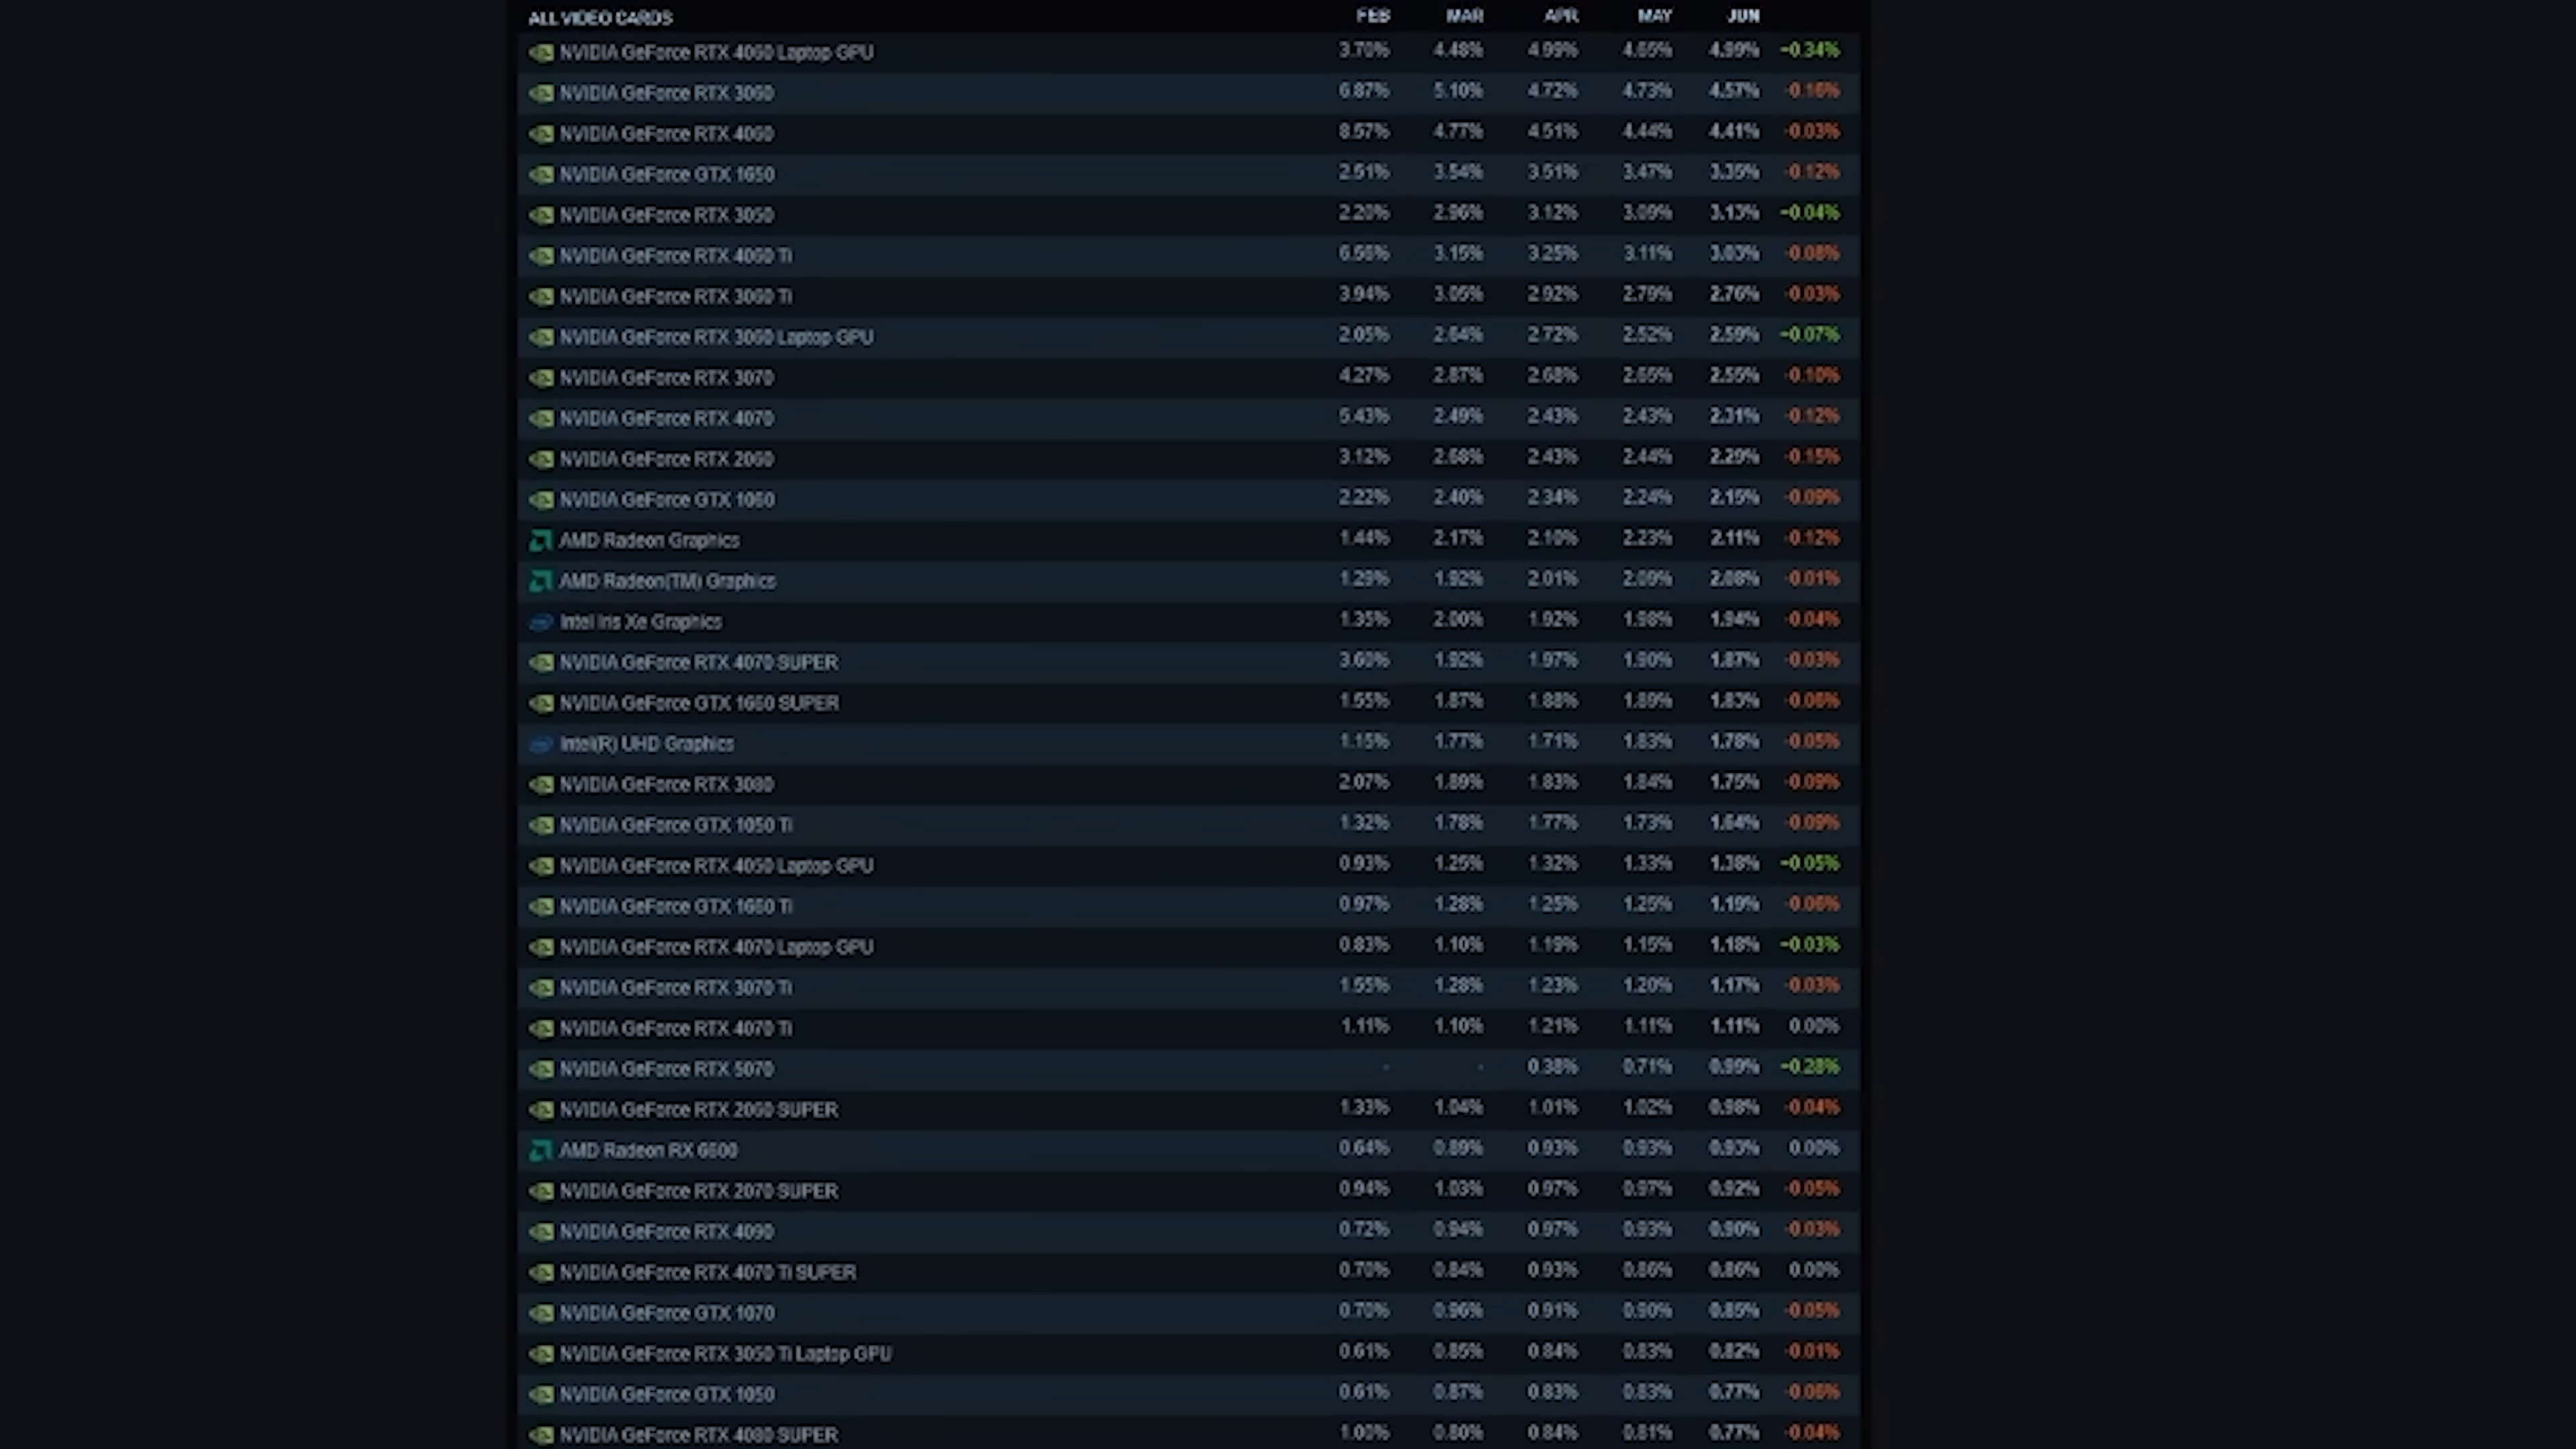 ALL VIDEO CARDS FEB MAR APR MAY JUN
NVIDIA GeForce RTX 4060 Laptop GPU 3.70% 4.48% 4.99% 4.65% 4.99% +0.34%
NVIDIA GeForce RTX 3060 6.87% 5.10% 4.72% 4.73% 4.57% -0.16%
NVIDIA GeForce RTX 4060 8.57% 4.77% 4.51% 4.44% 4.41% -0.03%
NVIDIA GeForce GTX 1650 2.51% 3.54% 3.51% 3.47% 3.35% -0.12%
NVIDIA GeForce RTX 3050 2.20% 2.96% 3.12% 3.09% 3.13% +0.04%
NVIDIA GeForce RTX 4060 Ti 6.56% 3.15% 3.25% 3.11% 3.03% -0.08%
NVIDIA GeForce RTX 3060 Ti 3.94% 3.05% 2.92% 2.79% 2.76% -0.03%
NVIDIA GeForce RTX 3060 Laptop GPU 2.05% 2.64% 2.72% 2.52% 2.59% +0.07%
NVIDIA GeForce RTX 3070 4.27% 2.87% 2.68% 2.65% 2.55% -0.10%
NVIDIA GeForce RTX 4070 5.43% 2.49% 2.43% 2.43% 2.31% -0.12%
NVIDIA GeForce RTX 2060 3.12% 2.68% 2.43% 2.44% 2.29% -0.15%
NVIDIA GeForce GTX 1060 2.22% 2.40% 2.34% 2.24% 2.15% -0.09%
AMD Radeon Graphics 1.44% 2.17% 2.10% 2.23% 2.11% -0.12%
AMD Radeon(TM) Graphics 1.29% 1.92% 2.01% 2.09% 2.08% -0.01%
Intel Iris Xe Graphics 1.35% 2.00% 1.92% 1.98% 1.94% -0.04%
NVIDIA GeForce RTX 4070 SUPER 3.60% 1.92% 1.97% 1.90% 1.87% -0.03%
NVIDIA GeForce GTX 1660 SUPER 1.55% 1.87% 1.88% 1.89% 1.83% -0.06%
Intel(R) UHD Graphics 1.15% 1.77% 1.71% 1.83% 1.78% -0.05%
NVIDIA GeForce RTX 3080 2.07% 1.89% 1.83% 1.84% 1.75% -0.09%
NVIDIA GeForce GTX 1050 Ti 1.32% 1.78% 1.77% 1.73% 1.64% -0.09%
NVIDIA GeForce RTX 4050 Laptop GPU 0.93% 1.25% 1.32% 1.33% 1.38% +0.05%
NVIDIA GeForce GTX 1660 Ti 0.97% 1.28% 1.25% 1.25% 1.19% -0.06%
NVIDIA GeForce RTX 4070 Laptop GPU 0.83% 1.10% 1.19% 1.15% 1.18% +0.03%
NVIDIA GeForce RTX 3070 Ti 1.55% 1.28% 1.23% 1.20% 1.17% -0.03%
NVIDIA GeForce RTX 4070 Ti 1.11% 1.10% 1.21% 1.11% 1.11% 0.00%
NVIDIA GeForce RTX 5070 - - 0.38% 0.71% 0.99% +0.28%
NVIDIA GeForce RTX 2060 SUPER 1.33% 1.04% 1.01% 1.02% 0.98% -0.04%
AMD Radeon RX 6600 0.64% 0.89% 0.93% 0.93% 0.93% 0.00%
NVIDIA GeForce RTX 2070 SUPER 0.94% 1.03% 0.97% 0.97% 0.92% -0.05%
NVIDIA GeForce RTX 4090 0.72% 0.94% 0.97% 0.93% 0.90% -0.03%
NVIDIA GeForce RTX 4070 Ti SUPER 0.70% 0.84% 0.93% 0.86% 0.86% 0.00%
NVIDIA GeForce GTX 1070 0.70% 0.96% 0.91% 0.90% 0.85% -0.05%
NVIDIA GeForce RTX 3050 Ti Laptop GPU 0.61% 0.85% 0.84% 0.83% 0.82% -0.01%
NVIDIA GeForce GTX 1050 0.61% 0.87% 0.83% 0.83% 0.77% -0.06%
NVIDIA GeForce RTX 4080 SUPER 1.00% 0.80% 0.84% 0.81% 0.77% -0.04%